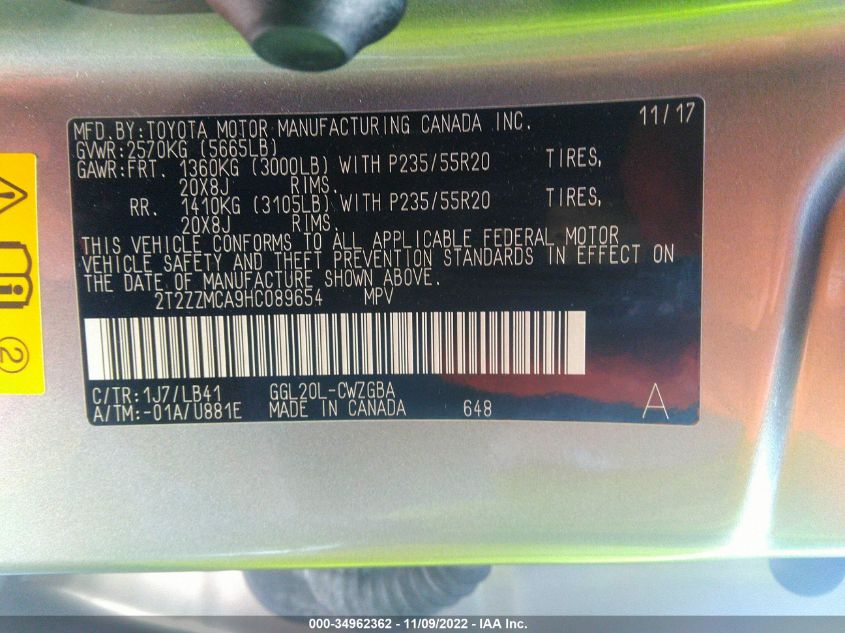 MFD.BY:TOYOTA MOTOR MANUFACTURING CANADA INC. 11/17
GVWR:2570KG (5665LB)
GAWR:FRT. 1360KG (3000LB) WITH P235/55R20 TIRES,
20X8J RIMS.
RR. 1410KG (3105LB) WITH P235/55R20 TIRES,
20X8J RIMS.
THIS VEHICLE CONFORMS TO ALL APPLICABLE FEDERAL MOTOR
VEHICLE SAFETY AND THEFT PREVENTION STANDARDS IN EFFECT ON
THE DATE OF MANUFACTURE SHOWN ABOVE.
2T2ZZMCA9HC089654 MPV
C/TR:1J7/LB41 GGL20L-CWZGBA
A/TM:-01A/U881E MADE IN CANADA 648 A
2
000-34962362 - 11/09/2022 - IAA Inc.